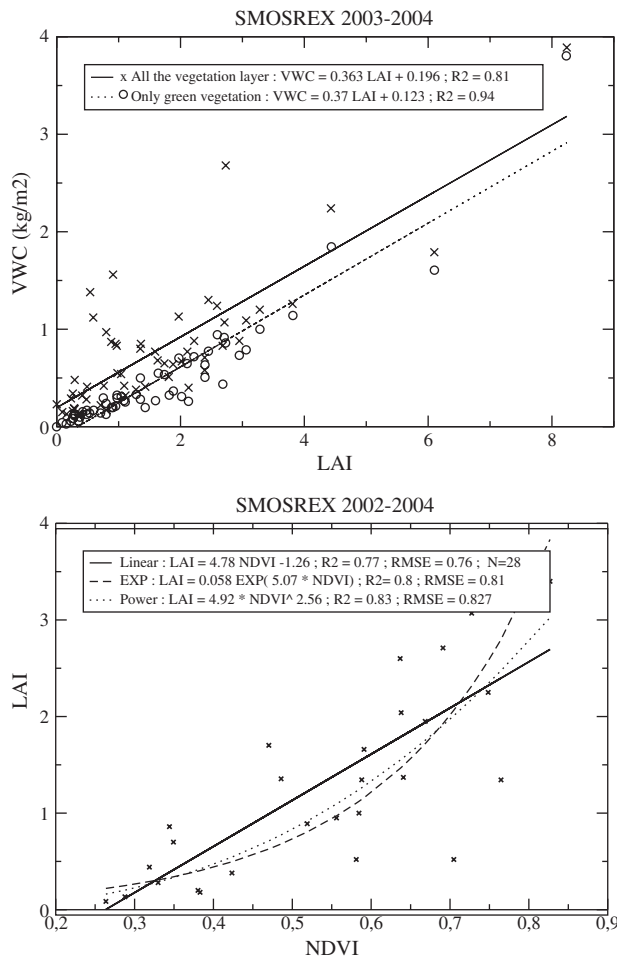 SMOSREX 2003-2004
4
x All the vegetation layer : VWC = 0.363 LAI + 0.196 ; R2 = 0.81
Only green vegetation : VWC = 0.37 LAI + 0.123 ; R2 = 0.94
3
VWC (kg/m2)
2
1
0
0 2 4 6 8
LAI
SMOSREX 2002-2004
4
Linear : LAI = 4.78 NDVI -1.26 ; R2 = 0.77 ; RMSE = 0.76 ; N=28
EXP : LAI = 0.058 EXP( 5.07 * NDVI) ; R2= 0.8 ; RMSE = 0.81
Power : LAI = 4.92 * NDVI^ 2.56 ; R2 = 0.83 ; RMSE = 0.827
3
LAI
2
1
0
0,2 0,3 0,4 0,5 0,6 0,7 0,8 0,9
NDVI